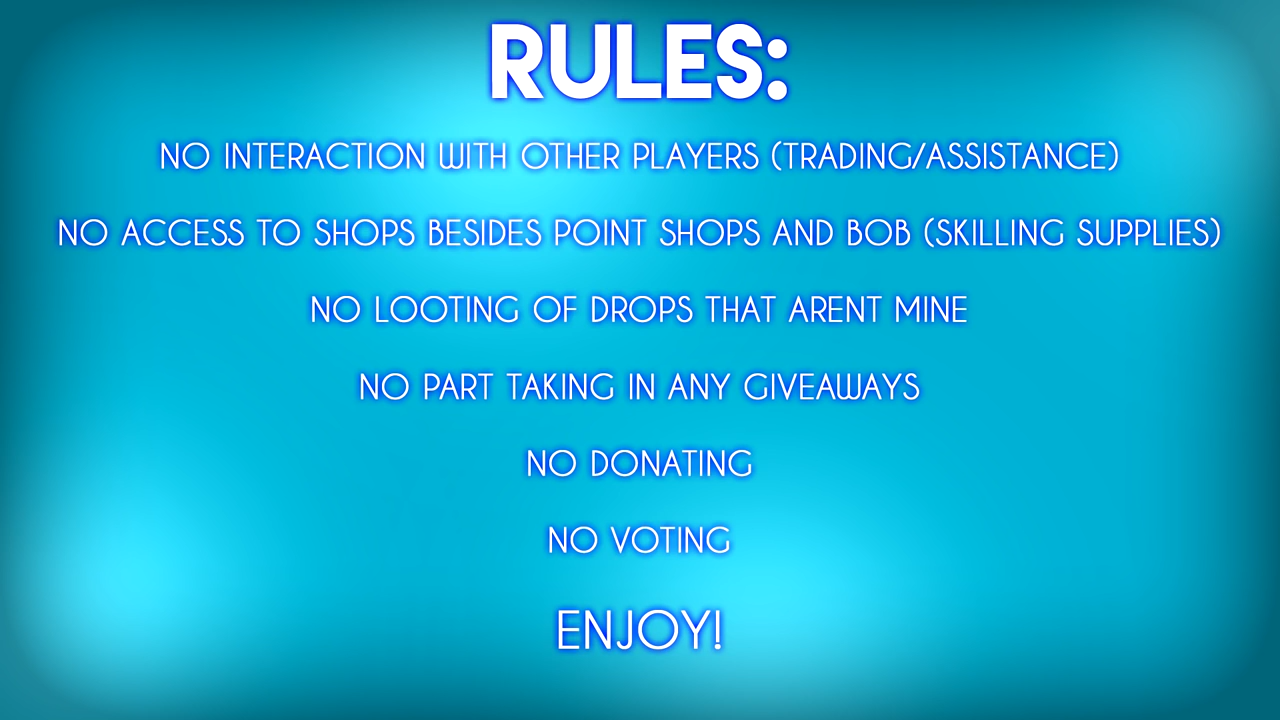 RULES:
NO INTERACTION WITH OTHER PLAYERS (TRADING/ASSISTANCE)
NO ACCESS TO SHOPS BESIDES POINT SHOPS AND BOB (SKILLING SUPPLIES)
NO LOOTING OF DROPS THAT ARENT MINE
NO PART TAKING IN ANY GIVEAWAYS
NO DONATING
NO VOTING
ENJOY!